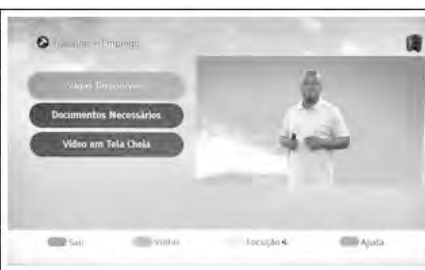 Trabalho e Emprego
Vagas Disponíveis
Documentos Necessários
Vídeo em Tela Cheia
Sair Voltar Locução Ajuda